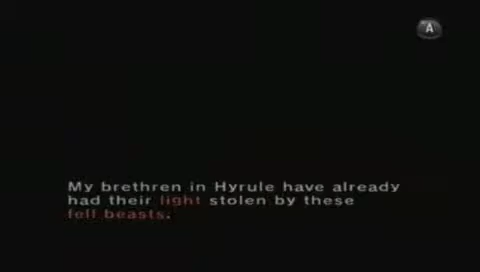 A
My brethren in Hyrule have already
had their light stolen by these
fell beasts.